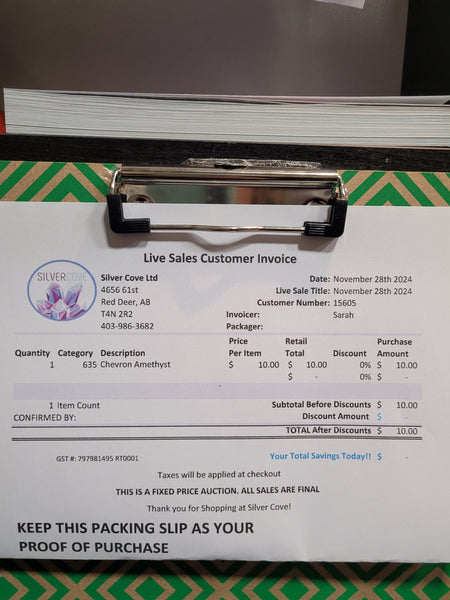 Live Sales Customer Invoice
SILVERCOVE
Silver Cove Ltd
4656 61st
Red Deer, AB
T4N 2R2
403-986-3682
Date: November 28th 2024
Live Sale Title: November 28th 2024
Customer Number: 15605
Invoicer: Sarah
Packager:
Quantity Category Description Price Per Item Retail Total Discount Purchase Amount
1 635 Chevron Amethyst $ 10.00 $ 10.00 0% $ 10.00
$ - 0% $ -
1 Item Count Subtotal Before Discounts $ 10.00
CONFIRMED BY: Discount Amount $ -
TOTAL After Discounts $ 10.00
GST #: 797981495 RT0001 Your Total Savings Today!! $ -
Taxes will be applied at checkout
THIS IS A FIXED PRICE AUCTION. ALL SALES ARE FINAL
Thank you for Shopping at Silver Cove!
KEEP THIS PACKING SLIP AS YOUR
PROOF OF PURCHASE